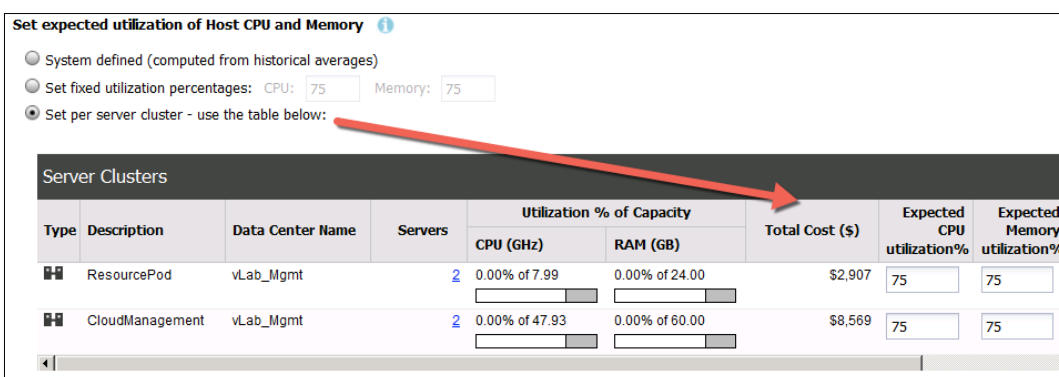 Set expected utilization of Host CPU and Memory
System defined (computed from historical averages)
Set fixed utilization percentages: CPU: 75 Memory: 75
Set per server cluster - use the table below:
Server Clusters
Type Description Data Center Name Servers Utilization % of Capacity Total Cost ($) Expected CPU utilization% Expected Memory utilization%
CPU (GHz) RAM (GB)
ResourcePod vLab_Mgmt 2 0.00% of 7.99 0.00% of 24.00 $2,907 75 75
CloudManagement vLab_Mgmt 2 0.00% of 47.93 0.00% of 60.00 $8,569 75 75